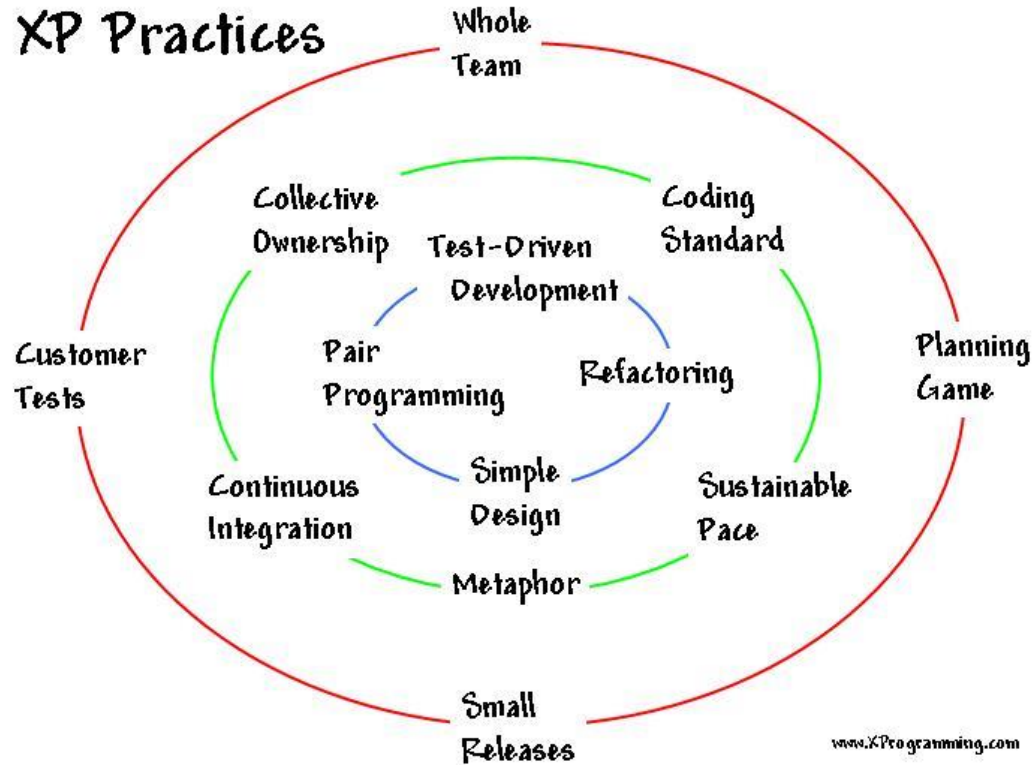 XP Practices
Whole
Team
Collective
Ownership
Coding
Standard
Test-Driven
Development
Customer
Tests
Pair
Programming
Refactoring
Planning
Game
Continuous
Integration
Simple
Design
Sustainable
Pace
Metaphor
Small
Releases
www.XProgramming.com